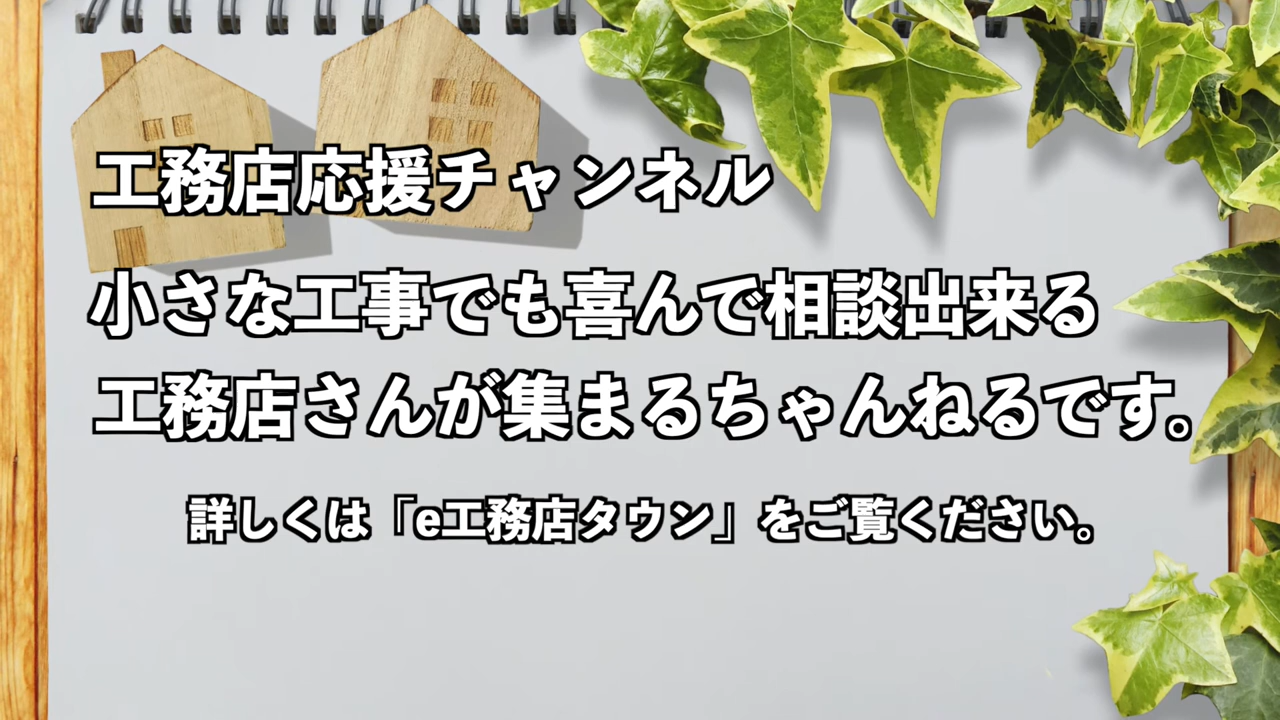 工務店応援チャンネル
小さな工事でも喜んで相談出来る
工務店さんが集まるちゃんねるです。
詳しくは「e工務店タウン」をご覧ください。